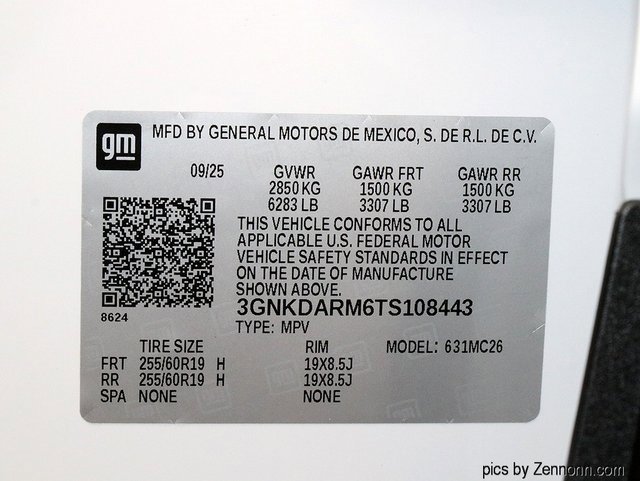 gm
MFD BY GENERAL MOTORS DE MEXICO, S. DE R.L. DE C.V.
09/25 GVWR GAWR FRT GAWR RR
2850 KG 1500 KG 1500 KG
6283 LB 3307 LB 3307 LB
THIS VEHICLE CONFORMS TO ALL
APPLICABLE U.S. FEDERAL MOTOR
VEHICLE SAFETY STANDARDS IN EFFECT
ON THE DATE OF MANUFACTURE
SHOWN ABOVE.
3GNKDARM6TS108443
8624
TYPE: MPV
TIRE SIZE RIM MODEL: 631MC26
FRT 255/60R19 H 19X8.5J
RR 255/60R19 H 19X8.5J
SPA NONE NONE
pics by Zennonn.com